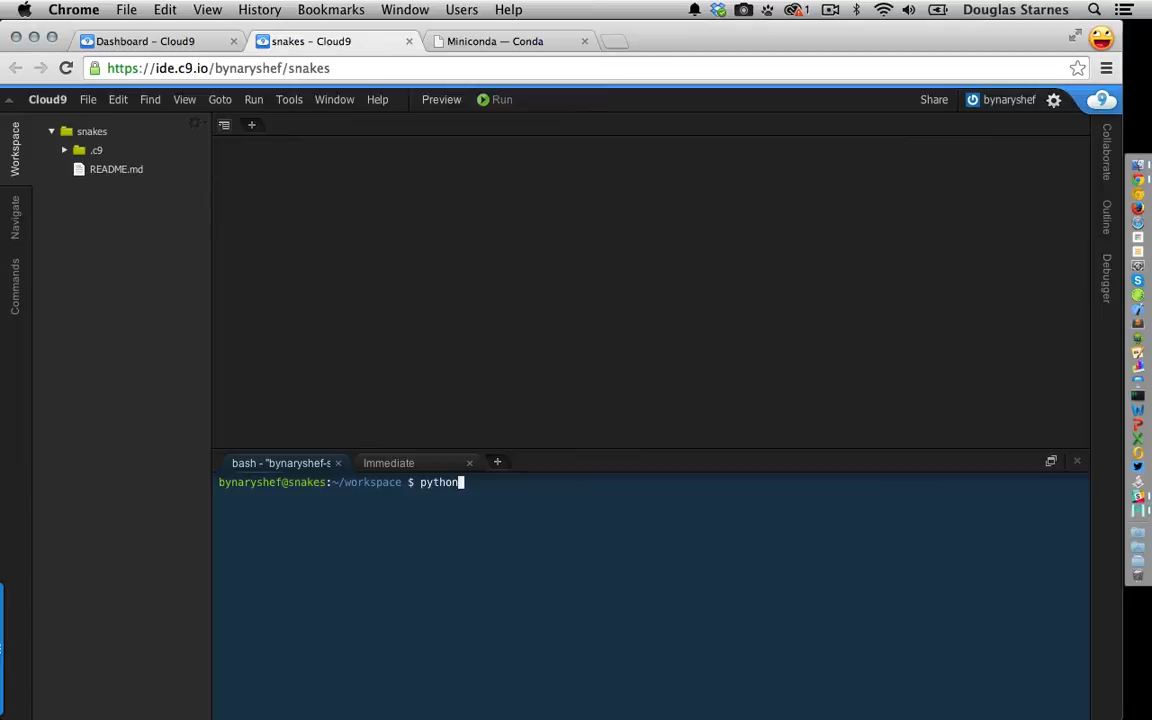 Chrome File Edit View History Bookmarks Window Users Help 1 Douglas Starnes
Dashboard - Cloud9 snakes - Cloud9 Miniconda — Conda
https://ide.c9.io/bynaryshef/snakes
Cloud9 File Edit Find View Goto Run Tools Window Help Preview Run Share bynaryshef 9
Workspace
Navigate
Commands
snakes
.c9
README.md
Collaborate
Outline
Debugger
bash - "bynaryshef-s Immediate
bynaryshef@snakes:~/workspace $ python